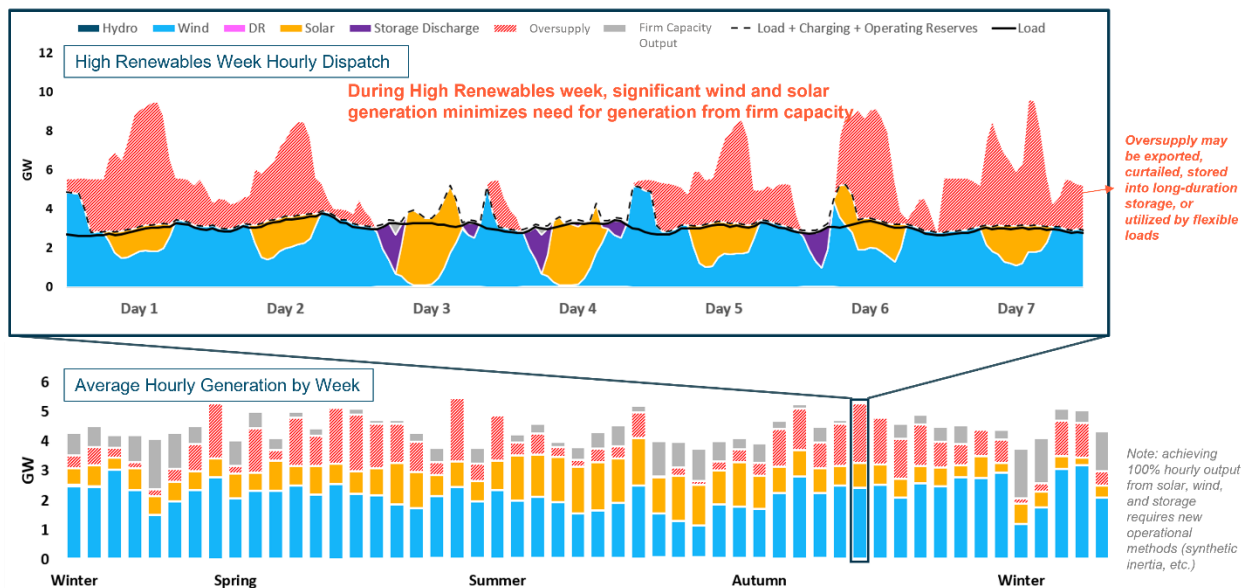 Hydro Wind DR Solar Storage Discharge Oversupply Firm Capacity Output Load + Charging + Operating Reserves Load
High Renewables Week Hourly Dispatch
During High Renewables week, significant wind and solar
generation minimizes need for generation from firm capacity
12
10
8
6
4
2
0
GW
Day 1 Day 2 Day 3 Day 4 Day 5 Day 6 Day 7
Oversupply may
be exported,
curtailed, stored
into long-duration
storage, or
utilized by flexible
loads
Average Hourly Generation by Week
6
5
4
3
2
1
0
GW
Winter Spring Summer Autumn Winter
Note: achieving
100% hourly output
from solar, wind,
and storage
requires new
operational
methods (synthetic
inertia, etc.)